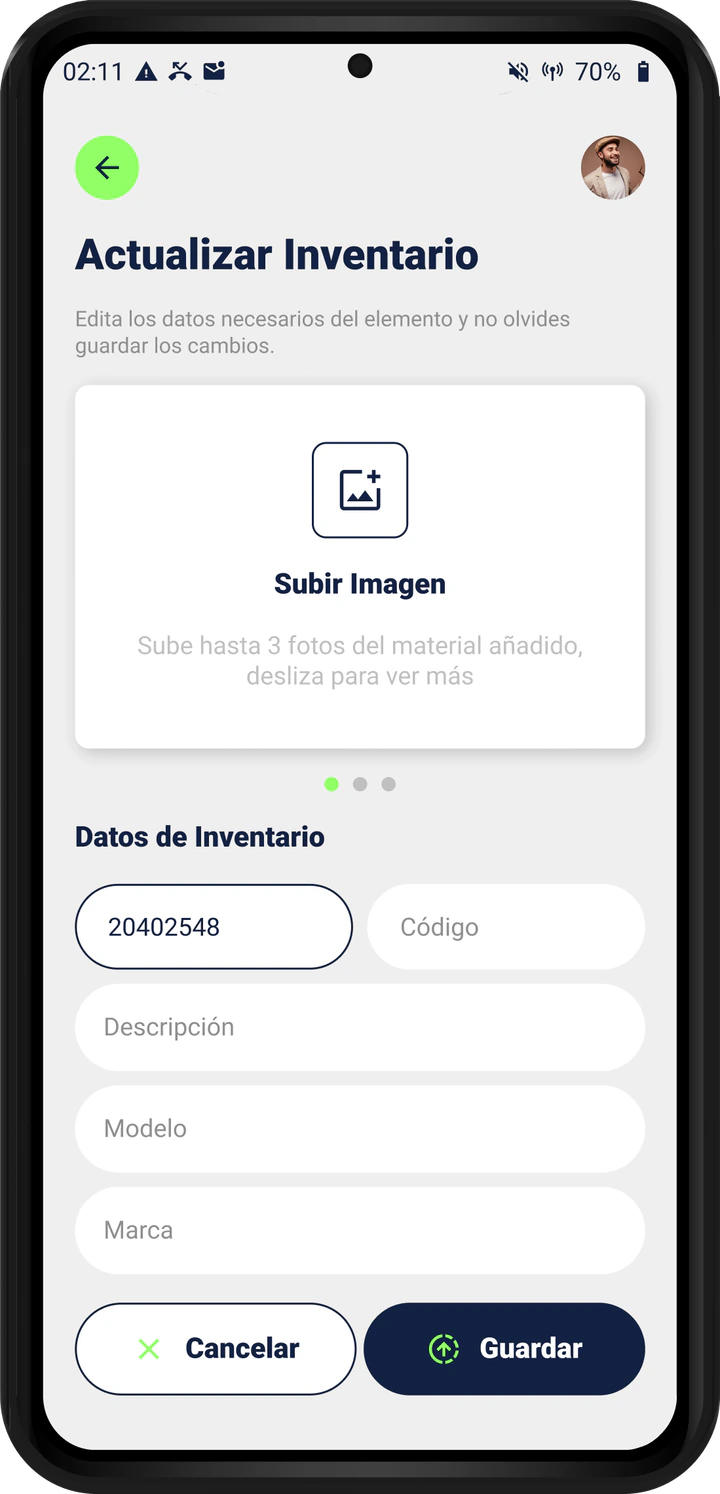 02:11 70%
Actualizar Inventario
Edita los datos necesarios del elemento y no olvides
guardar los cambios.
Subir Imagen
Sube hasta 3 fotos del material añadido,
desliza para ver más
Datos de Inventario
20402548 Código
Descripción
Modelo
Marca
Cancelar Guardar